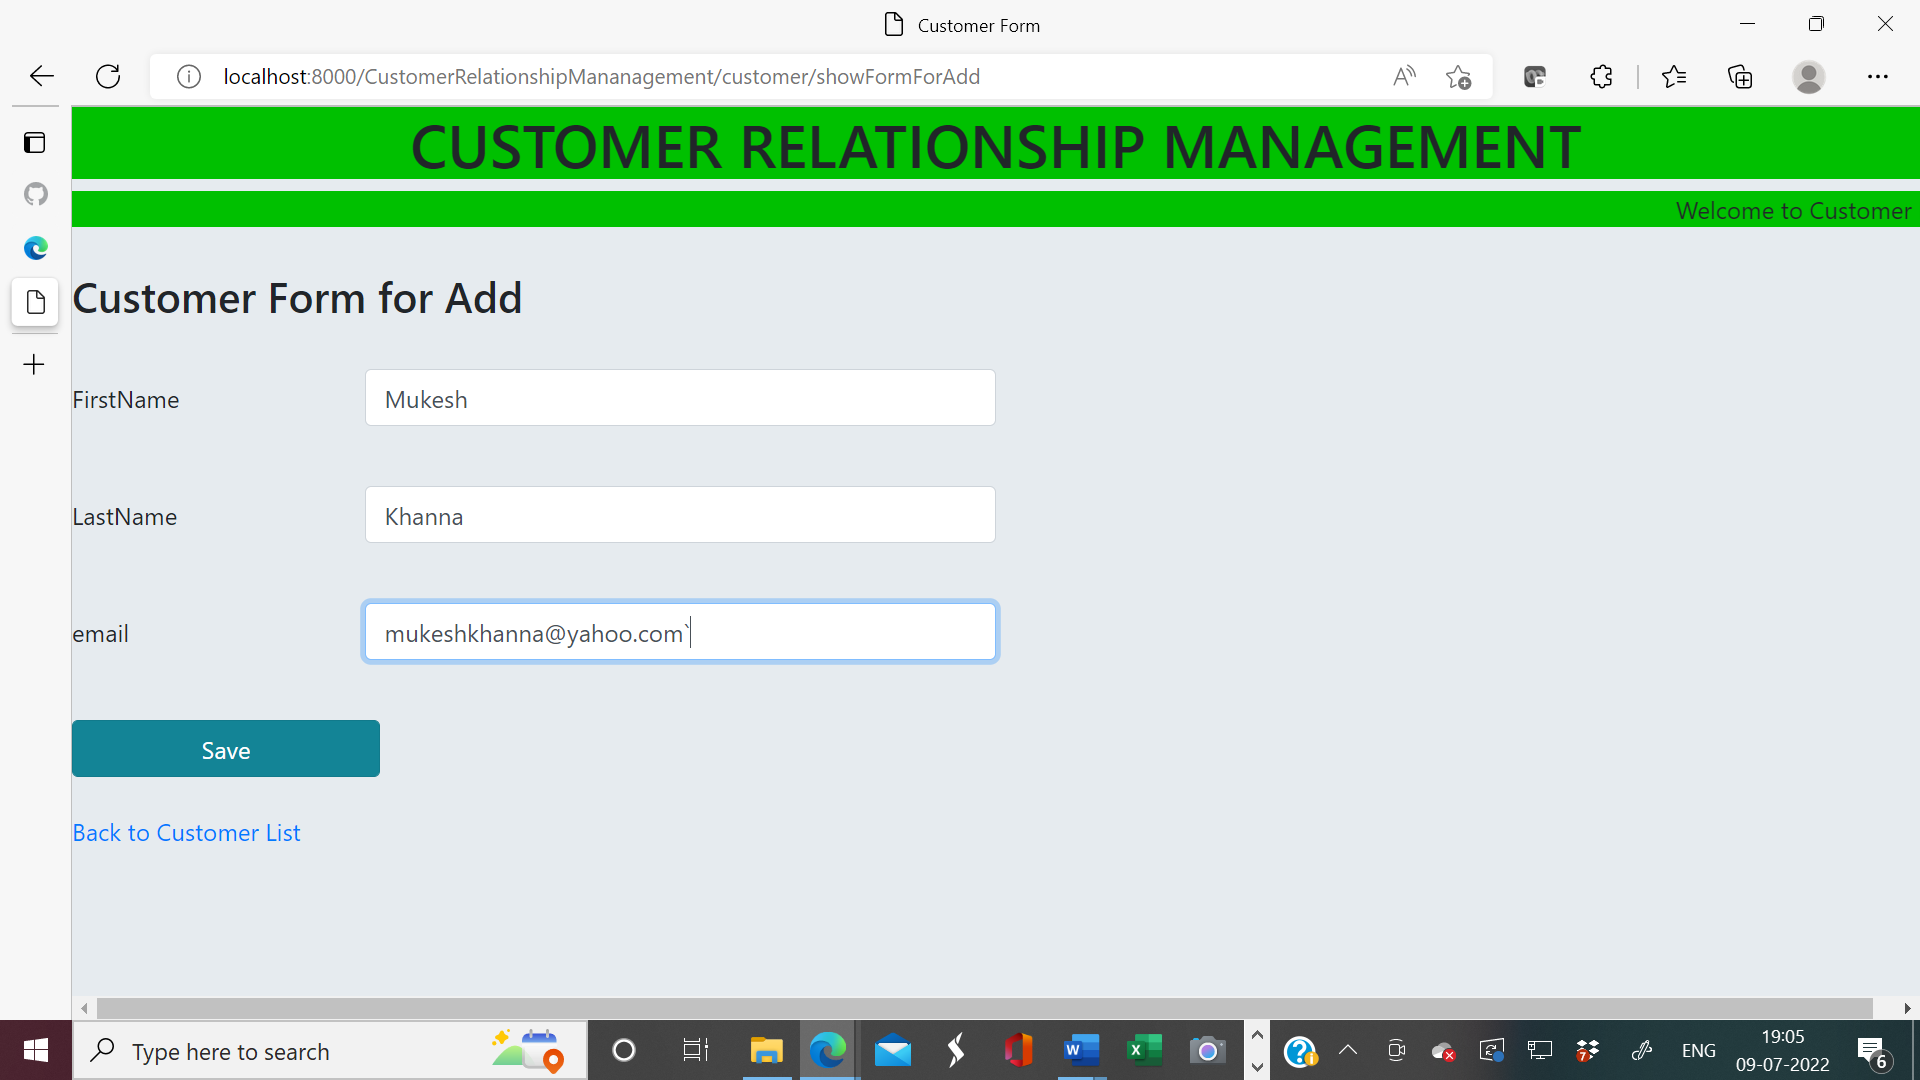 Customer Form
localhost:8000/CustomerRelationshipMananagement/customer/showFormForAdd
CUSTOMER RELATIONSHIP MANAGEMENT
Welcome to Customer
Customer Form for Add
FirstName
Mukesh
LastName
Khanna
email
mukeshkhanna@yahoo.com`
Save
Back to Customer List
Type here to search
ENG
19:05
09-07-2022
6